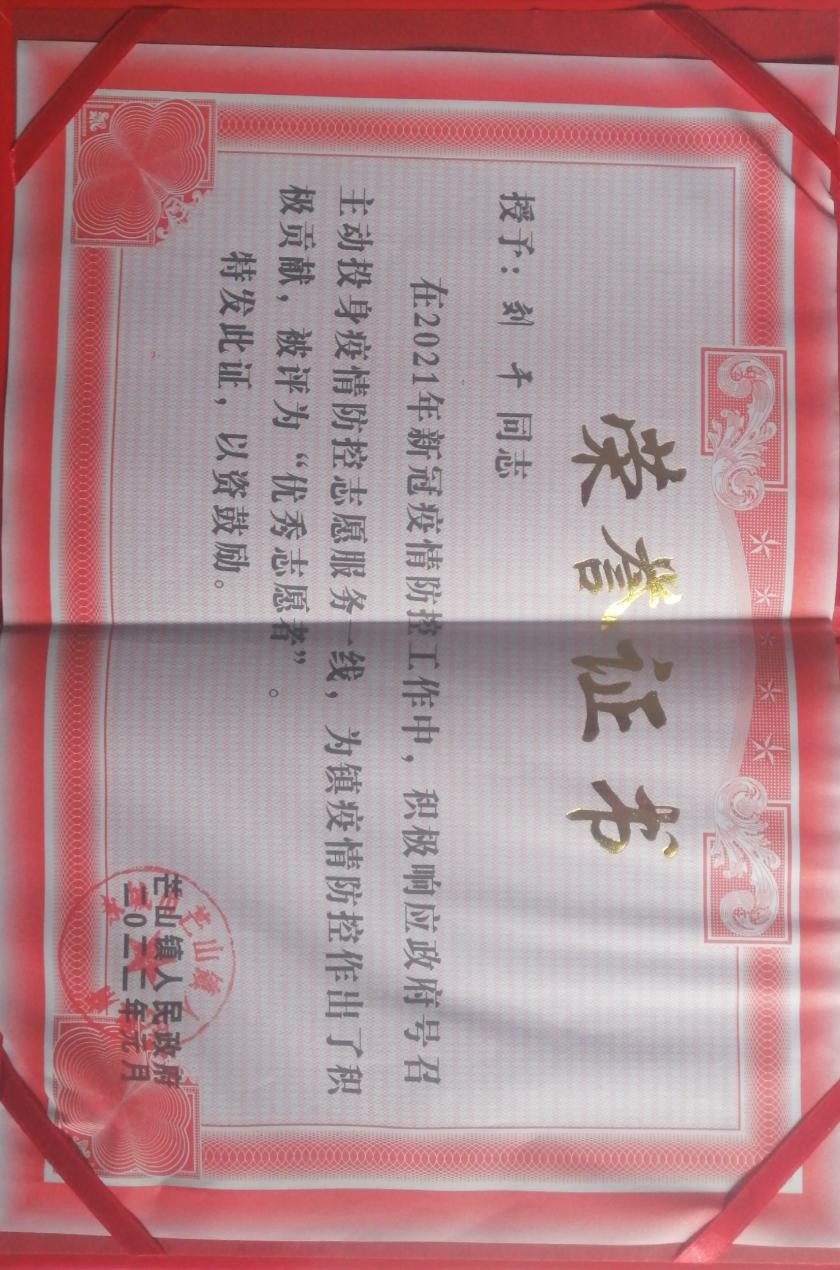 荣誉证书
授予：刘 平同志
在2021年新冠疫情防控工作中，积极响应政府号召
主动投身疫情防控志愿服务一线，为镇疫情防控作出了积
极贡献，被评为“优秀志愿者”。
特发此证，以资鼓励。
芒山镇人民政府
二0二二年元月